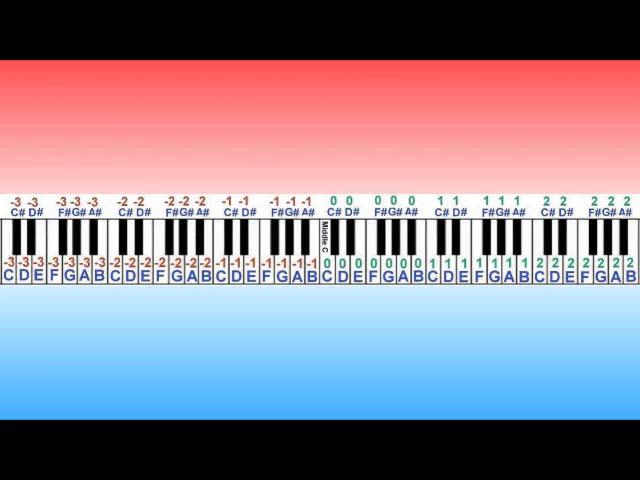 -3 -3 -3 -3 -3 -2 -2 -2 -2 -2 -1 -1 -1 -1 -1 0 0 0 0 0 1 1 1 1 1 2 2 2 2 2
C# D# F# G# A# C# D# F# G# A# C# D# F# G# A# C# D# F# G# A# C# D# F# G# A# C# D# F# G# A#
Middle C
-3 -3 -3 -3 -3 -3 -3 -2 -2 -2 -2 -2 -2 -2 -1 -1 -1 -1 -1 -1 -1 0 0 0 0 0 0 0 1 1 1 1 1 1 1 2 2 2 2 2 2 2
C D E F G A B C D E F G A B C D E F G A B C D E F G A B C D E F G A B C D E F G A B